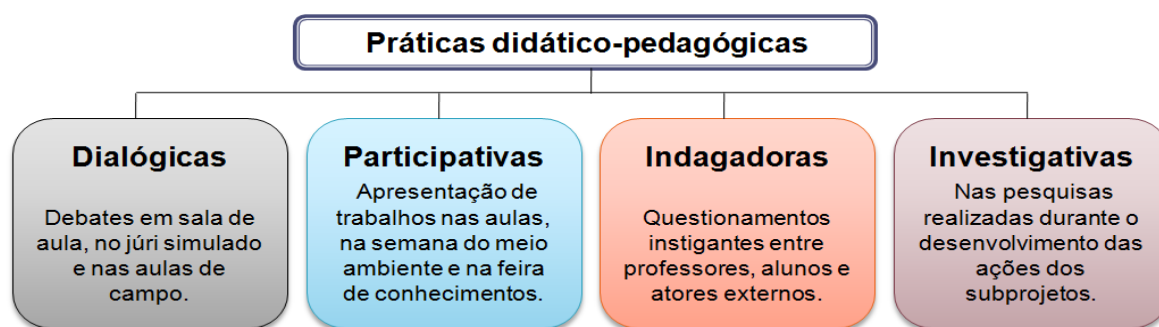 Práticas didático-pedagógicas
Dialógicas
Debates em sala de
aula, no júri simulado
e nas aulas de
campo.
Participativas
Apresentação de
trabalhos nas aulas,
na semana do meio
ambiente e na feira
de conhecimentos.
Indagadoras
Questionamentos
instigantes entre
professores, alunos e
atores externos.
Investigativas
Nas pesquisas
realizadas durante o
desenvolvimento das
ações dos
subprojetos.